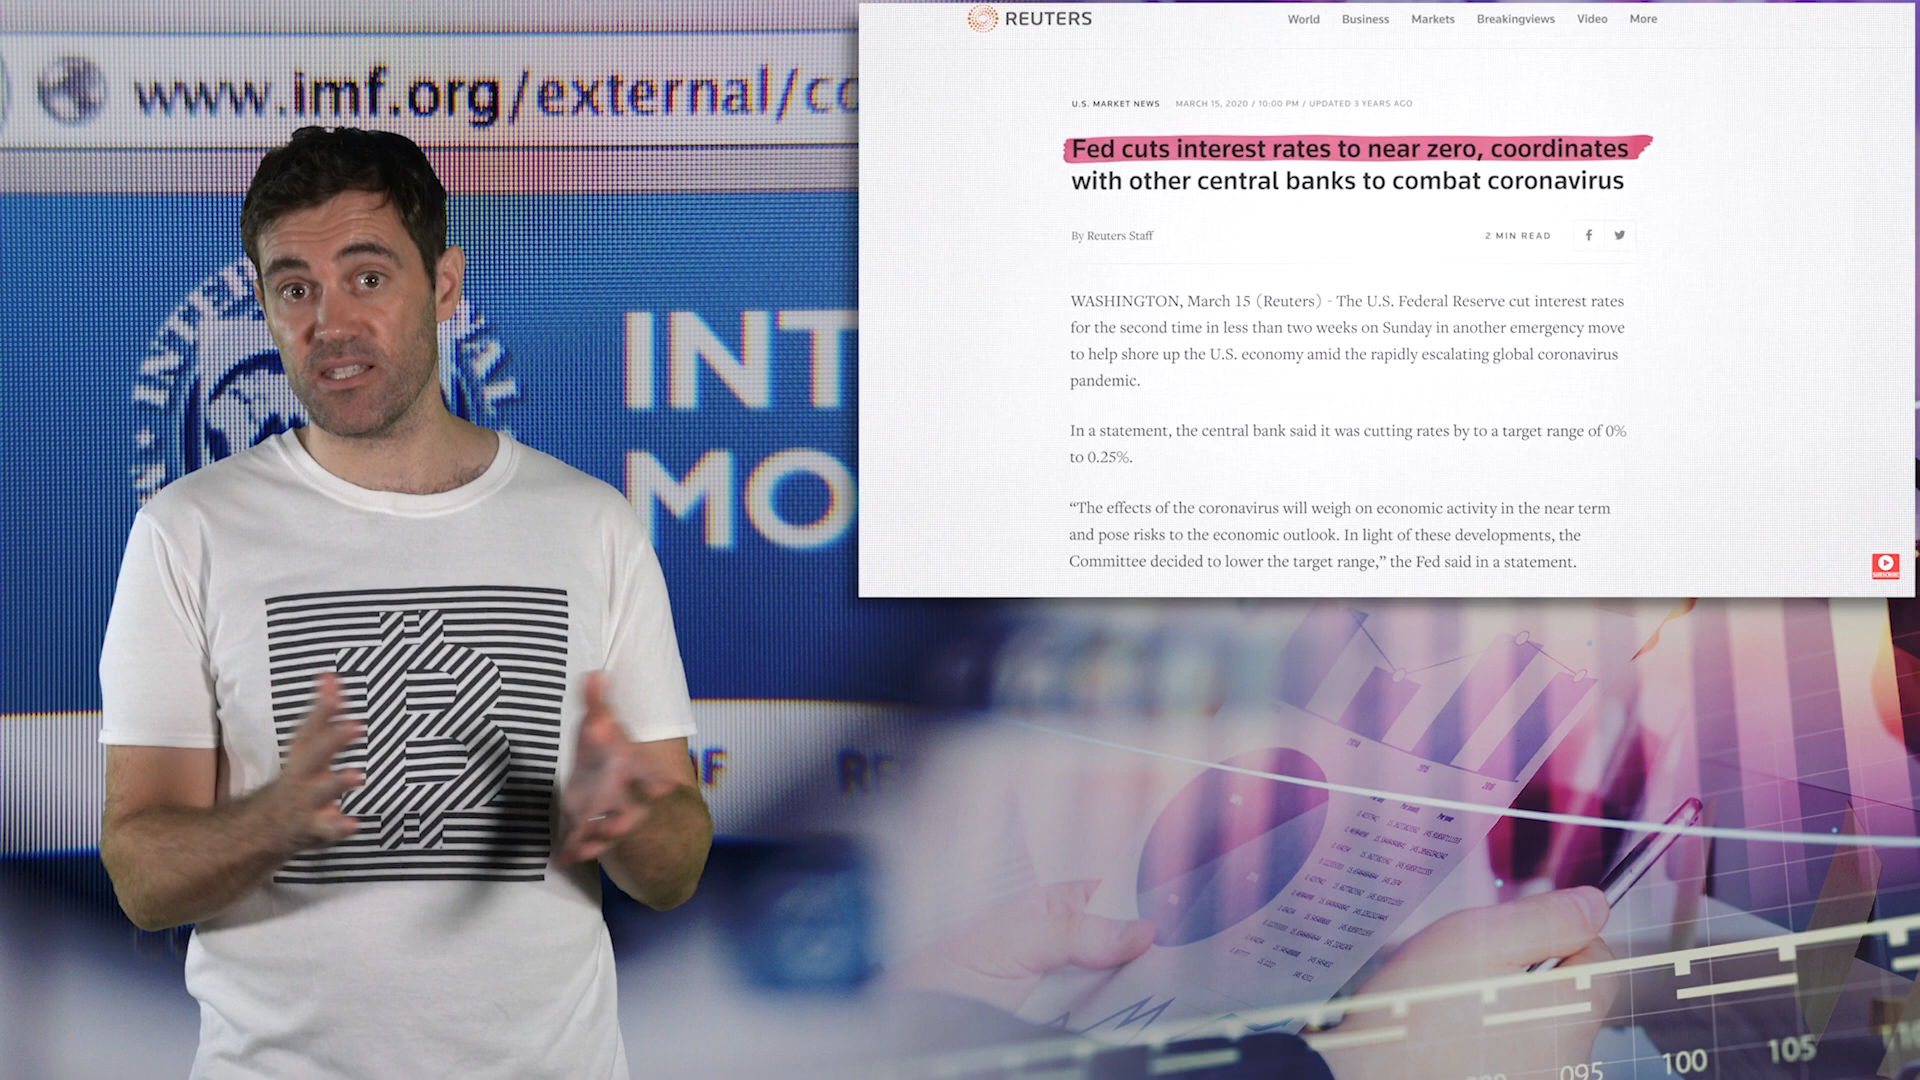 www.imf.org/external/co
INT
MO
REUTERS
World Business Markets Breakingviews Video More
U.S. MARKET NEWS MARCH 15, 2020 / 10:00 PM / UPDATED 3 YEARS AGO
Fed cuts interest rates to near zero, coordinates
with other central banks to combat coronavirus
By Reuters Staff
2 MIN READ
WASHINGTON, March 15 (Reuters) - The U.S. Federal Reserve cut interest rates
for the second time in less than two weeks on Sunday in another emergency move
to help shore up the U.S. economy amid the rapidly escalating global coronavirus
pandemic.
In a statement, the central bank said it was cutting rates by to a target range of 0%
to 0.25%.
“The effects of the coronavirus will weigh on economic activity in the near term
and pose risks to the economic outlook. In light of these developments, the
Committee decided to lower the target range,” the Fed said in a statement.
SUBSCRIBE
095 100 105